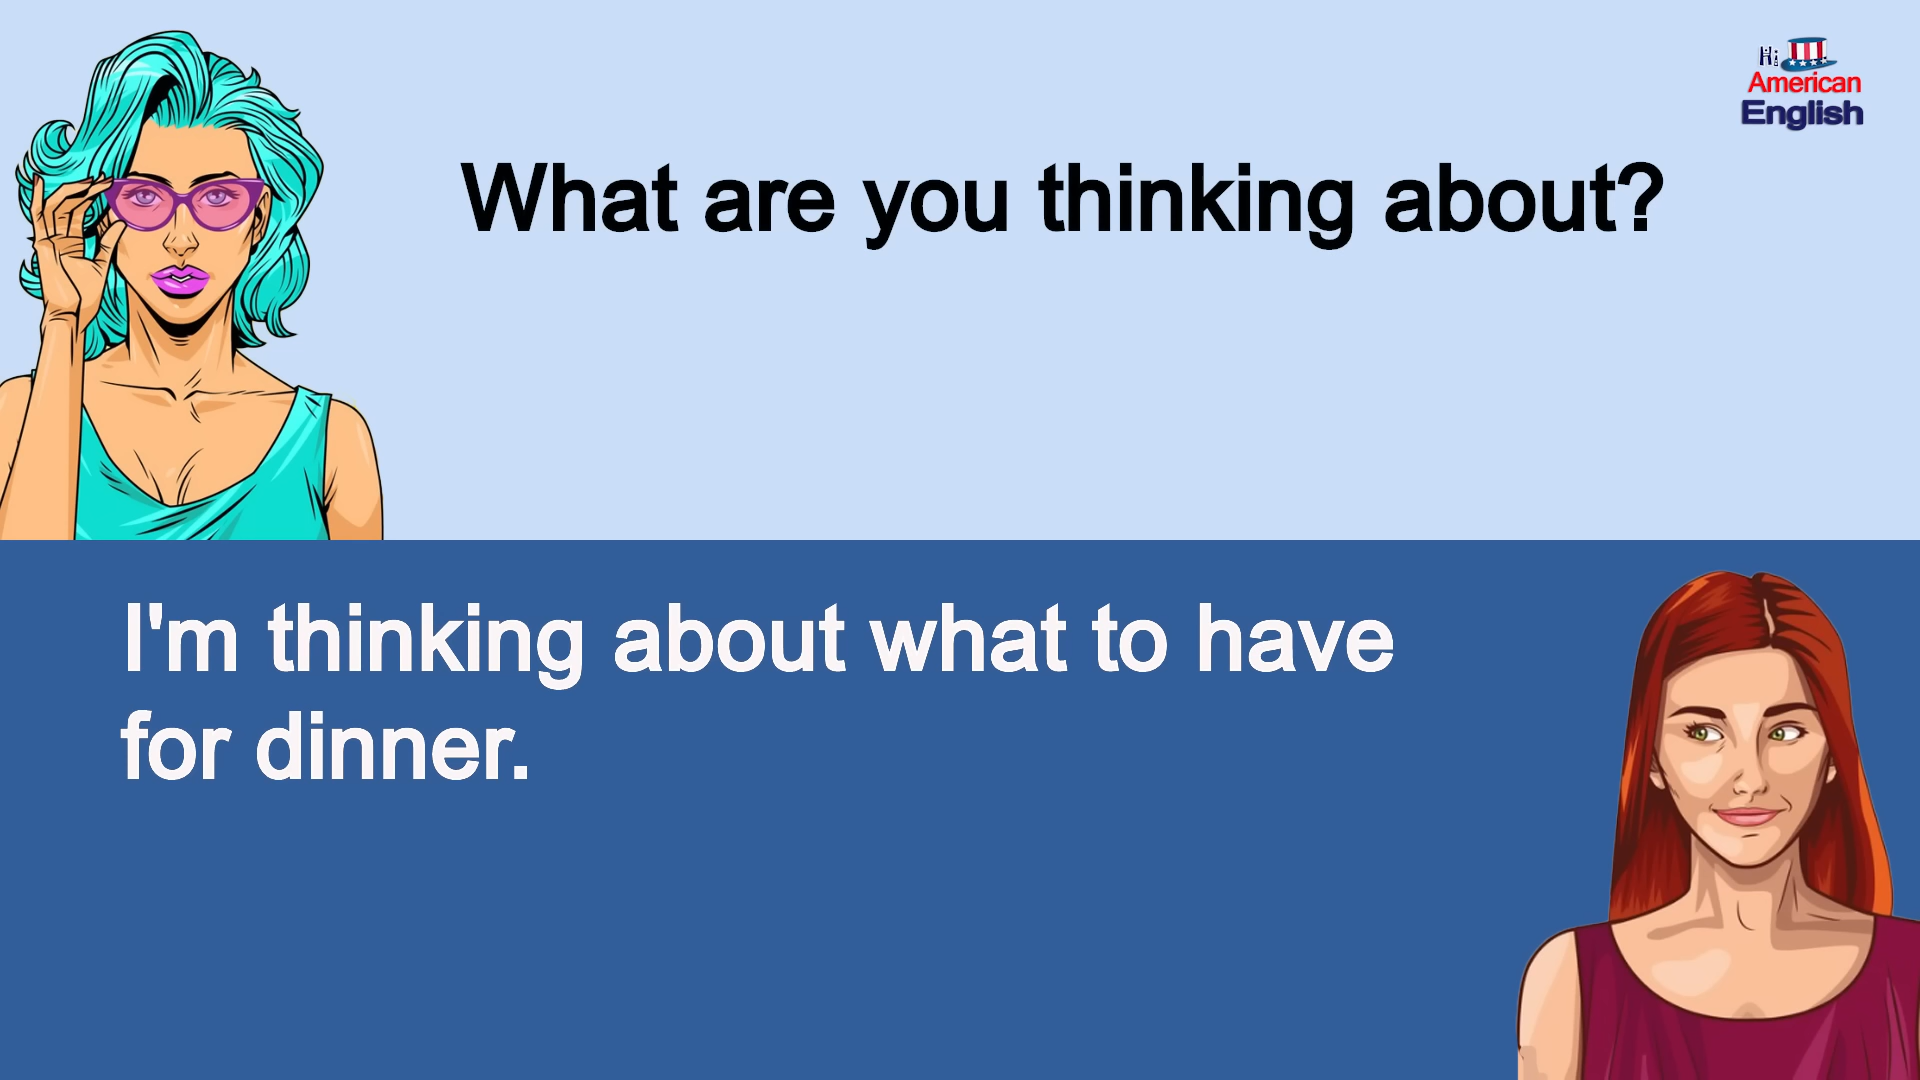 Hi
American
English
What are you thinking about?
I'm thinking about what to have
for dinner.